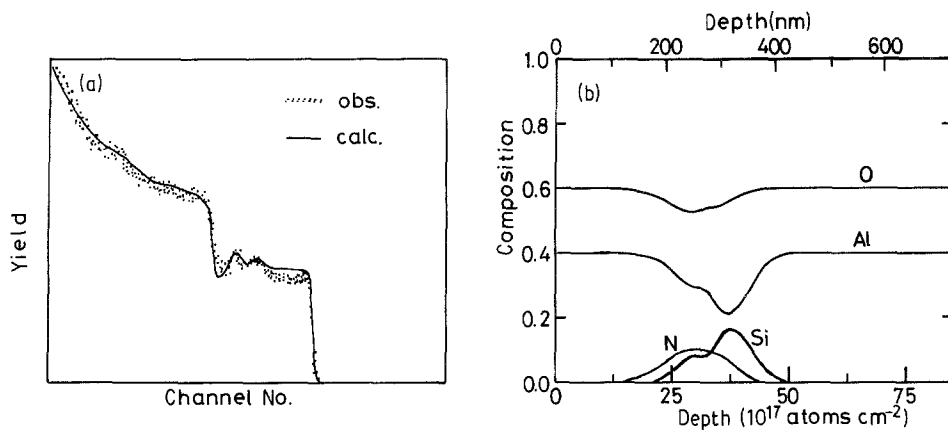 (a)
obs.
calc.
Yield
Channel No.
Depth(nm)
0 200 400 600
(b)
1.0
0.8
0.6
0.4
0.2
0.0
Composition
O
Al
N
Si
25 50 75
Depth (10¹⁷ atoms cm⁻²)